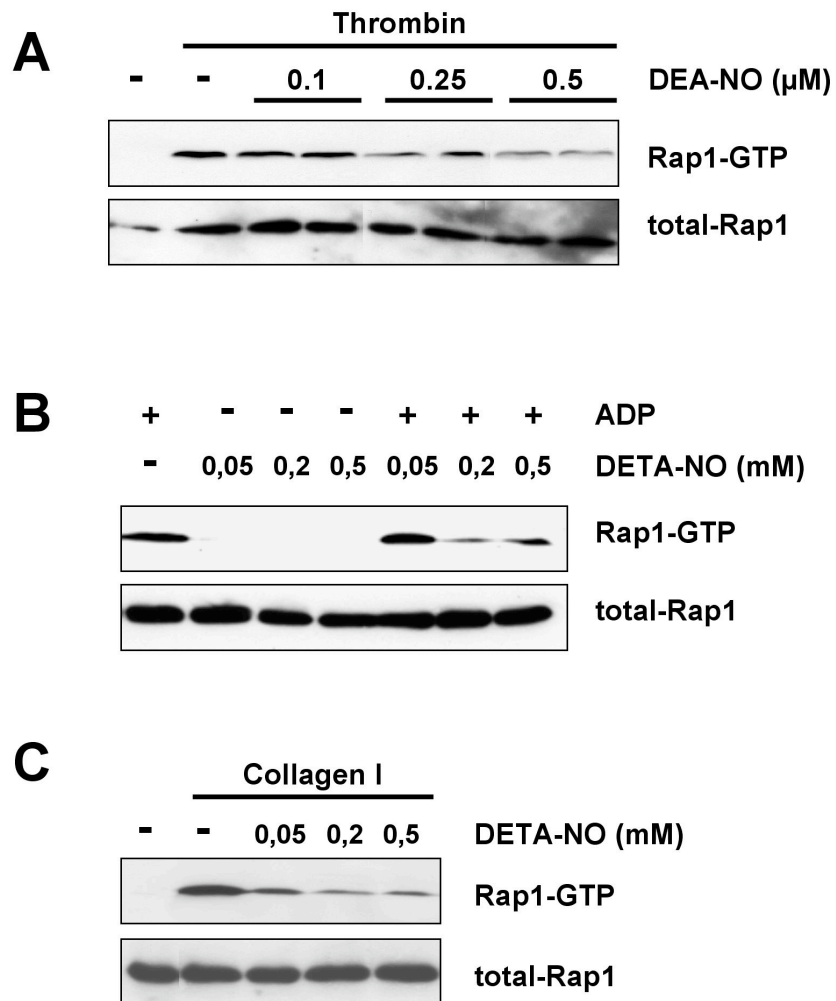 A
Thrombin
- - 0.1 0.25 0.5 DEA-NO (µM)
Rap1-GTP
total-Rap1
B
+ - - - + + + ADP
- 0,05 0,2 0,5 0,05 0,2 0,5 DETA-NO (mM)
Rap1-GTP
total-Rap1
C
Collagen I
- - 0,05 0,2 0,5 DETA-NO (mM)
Rap1-GTP
total-Rap1